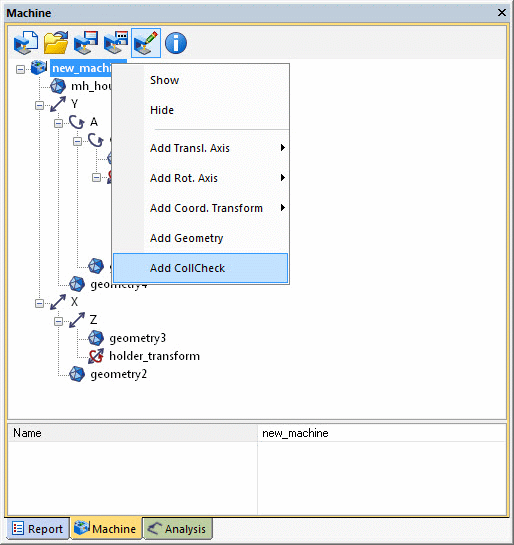 Machine
new_machi
Show
mh_hou
Hide
Y
A
Add Transl. Axis
Add Rot. Axis
Add Coord. Transform
Add Geometry
Add CollCheck
geometry4
X
Z
geometry3
holder_transform
geometry2
Name new_machine
Report Machine Analysis